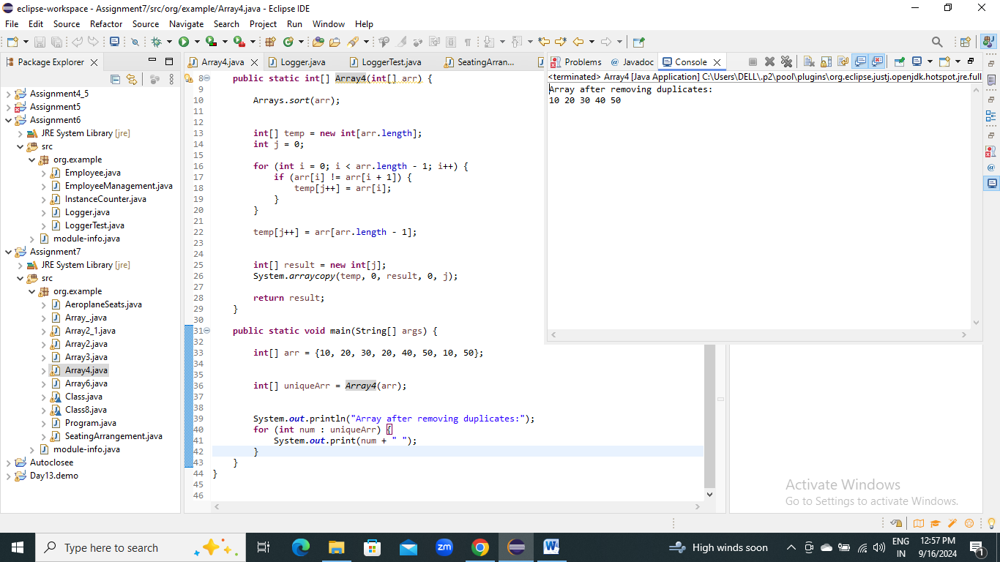 eclipse-workspace - Assignment7/src/org/example/Array4.java - Eclipse IDE
File Edit Source Refactor Source Navigate Search Project Run Window Help
Package Explorer
Assignment4_5
Assignment5
Assignment6
JRE System Library [jre]
src
org.example
Employee.java
EmployeeManagement.java
InstanceCounter.java
Logger.java
LoggerTest.java
module-info.java
Assignment7
JRE System Library [jre]
src
org.example
AeroplaneSeats.java
Array_.java
Array2_1.java
Array2.java
Array3.java
Array4.java
Array6.java
Class.java
Class8.java
Program.java
SeatingArrangement.java
module-info.java
Autoclosee
Day13.demo
Array4.java Logger.java LoggerTest.java SeatingArran...
8 public static int[] Array4(int[] arr) {
9
10 Arrays.sort(arr);
11
12
13 int[] temp = new int[arr.length];
14 int j = 0;
15
16 for (int i = 0; i < arr.length - 1; i++) {
17 if (arr[i] != arr[i + 1]) {
18 temp[j++] = arr[i];
19 }
20 }
21
22 temp[j++] = arr[arr.length - 1];
23
24
25 int[] result = new int[j];
26 System.arraycopy(temp, 0, result, 0, j);
27
28 return result;
29 }
30
31 public static void main(String[] args) {
32
33 int[] arr = {10, 20, 30, 20, 40, 50, 10, 50};
34
35
36 int[] uniqueArr = Array4(arr);
37
38
39 System.out.println("Array after removing duplicates:");
40 for (int num : uniqueArr) {
41 System.out.print(num + " ");
42 }
43 }
44 }
45
46
Problems Javadoc Console
<terminated> Array4 [Java Application] C:\Users\DELL\.p2\pool\plugins\org.eclipse.justj.openjdk.hotspot.jre.full
Array after removing duplicates:
10 20 30 40 50
Activate Windows
Go to Settings to activate Windows.
Type here to search
zm
W
High winds soon
ENG
IN
12:57 PM
9/16/2024
1